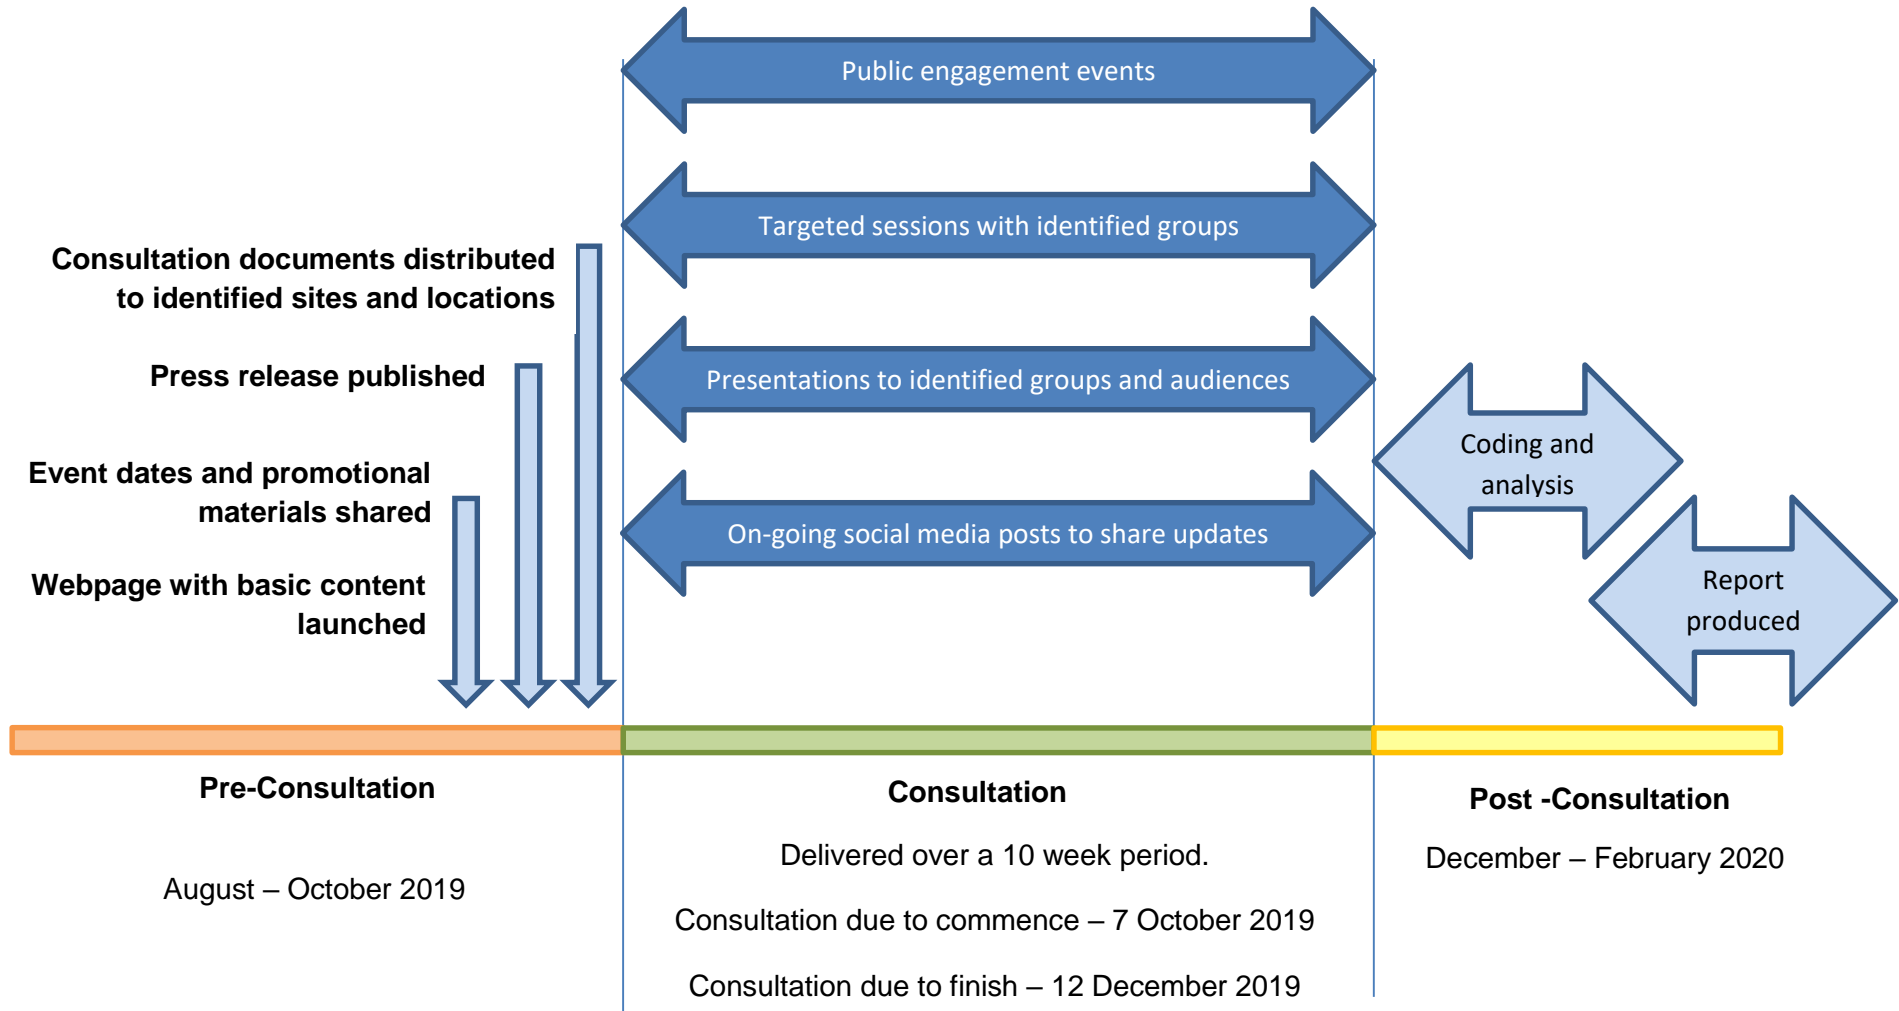 Public engagement events
Targeted sessions with identified groups
Consultation documents distributed
to identified sites and locations
Press release published
Presentations to identified groups and audiences
Coding and
analysis
Event dates and promotional
materials shared
On-going social media posts to share updates
Webpage with basic content
launched
Report
produced
Pre-Consultation
August – October 2019
Consultation
Delivered over a 10 week period.
Consultation due to commence – 7 October 2019
Consultation due to finish – 12 December 2019
Post -Consultation
December – February 2020